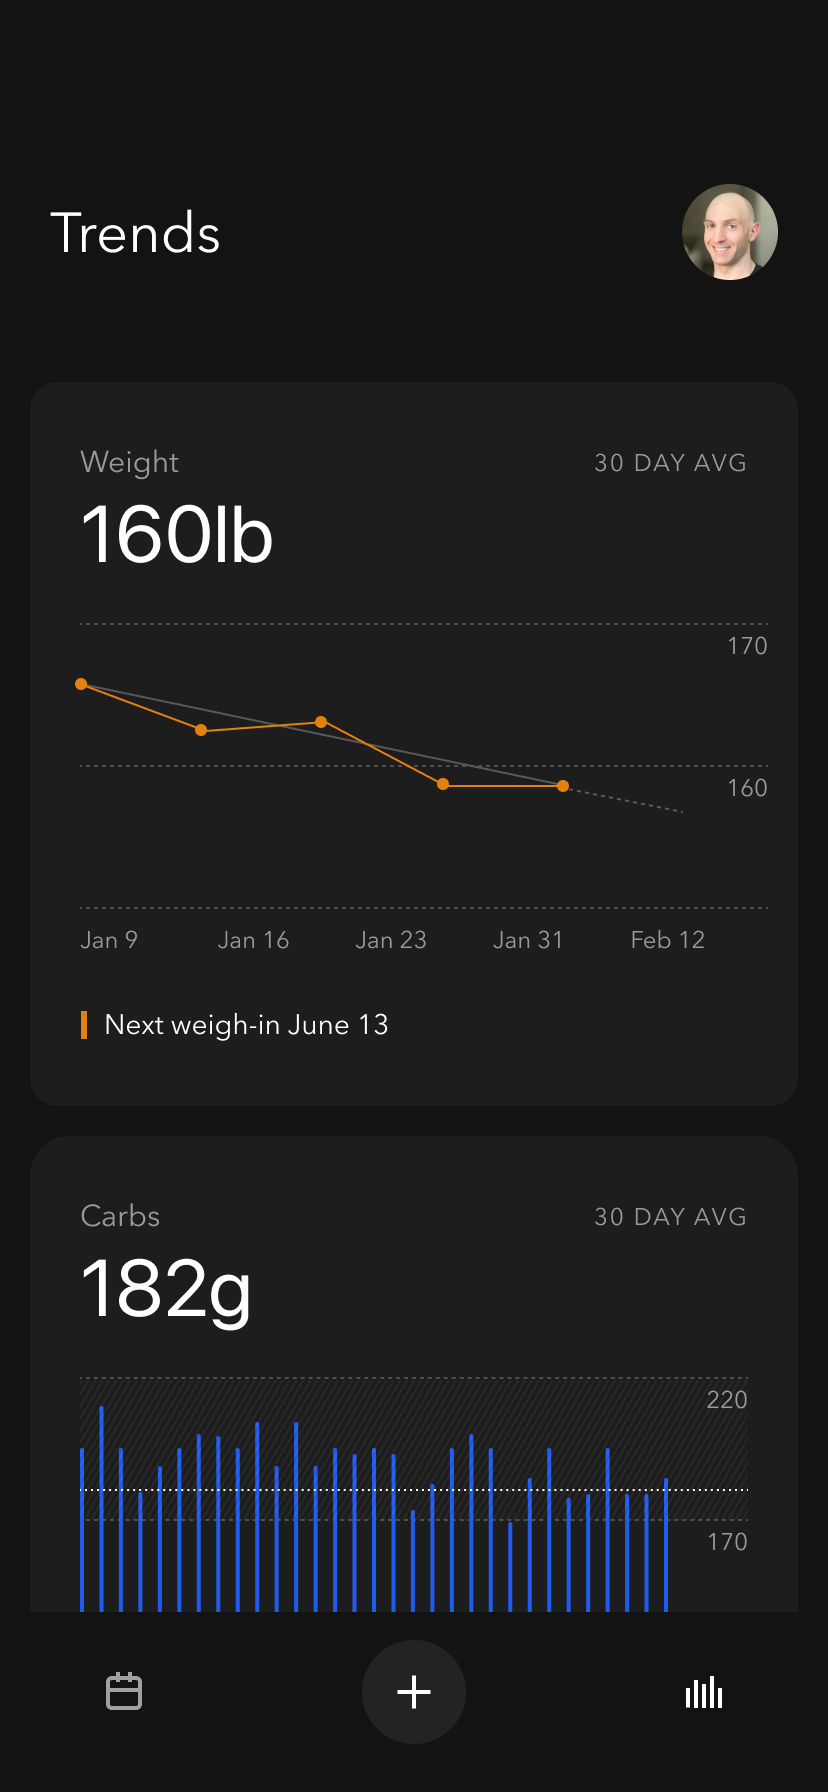 Trends
Weight
30 DAY AVG
160lb
170
160
Jan 9 Jan 16 Jan 23 Jan 31 Feb 12
Next weigh-in June 13
Carbs
30 DAY AVG
182g
220
170